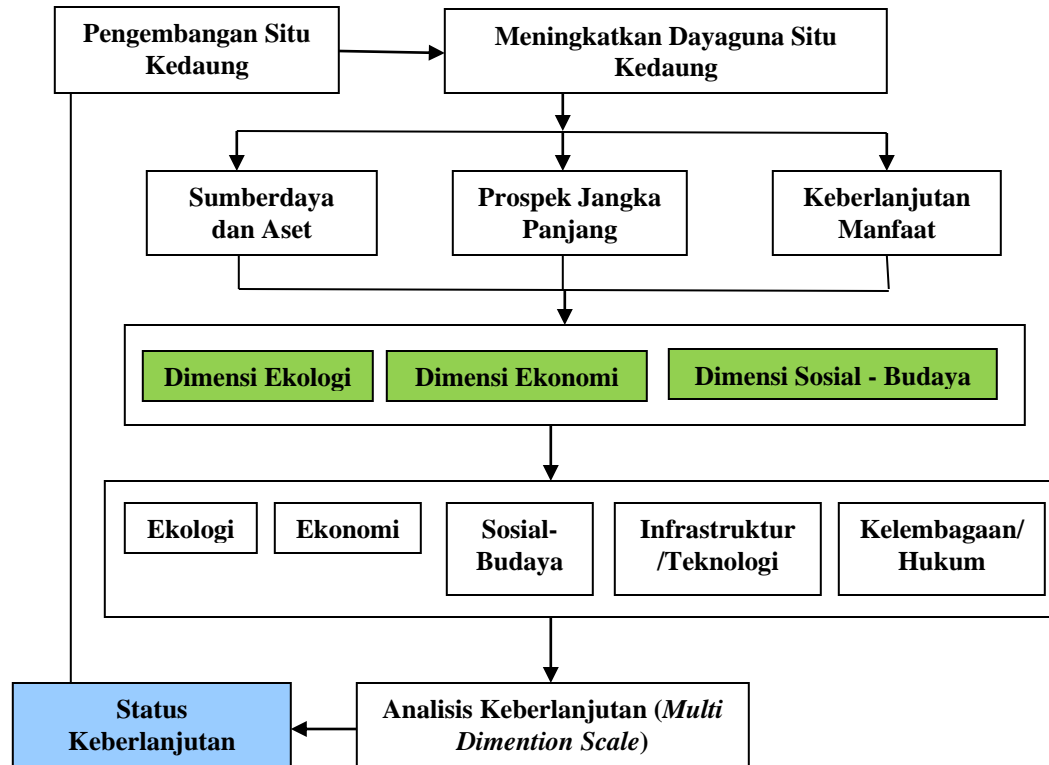 Pengembangan Situ
Kedaung
Meningkatkan Dayaguna Situ
Kedaung
Sumberdaya
dan Aset
Prospek Jangka
Panjang
Keberlanjutan
Manfaat
Dimensi Ekologi
Dimensi Ekonomi
Dimensi Sosial - Budaya
Ekologi
Ekonomi
Sosial-
Budaya
Infrastruktur
/Teknologi
Kelembagaan/
Hukum
Status
Keberlanjutan
Analisis Keberlanjutan (Multi
Dimention Scale)